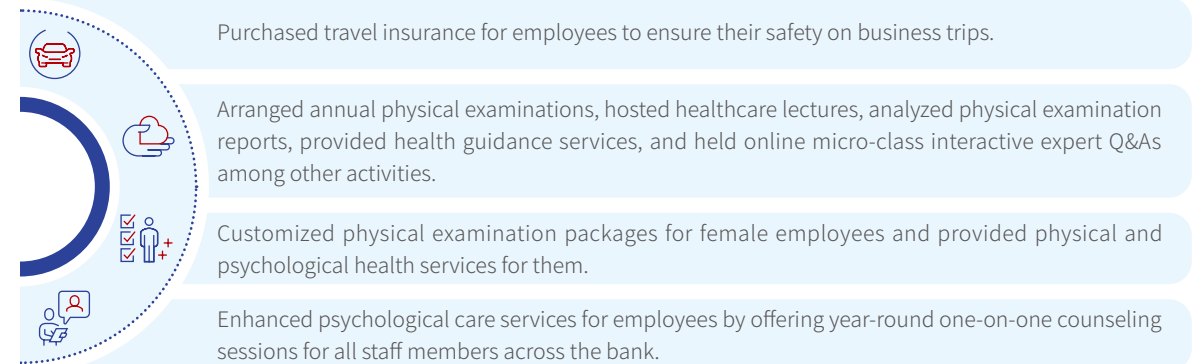 Purchased travel insurance for employees to ensure their safety on business trips.
Arranged annual physical examinations, hosted healthcare lectures, analyzed physical examination
reports, provided health guidance services, and held online micro-class interactive expert Q&As
among other activities.
Customized physical examination packages for female employees and provided physical and
psychological health services for them.
Enhanced psychological care services for employees by offering year-round one-on-one counseling
sessions for all staff members across the bank.